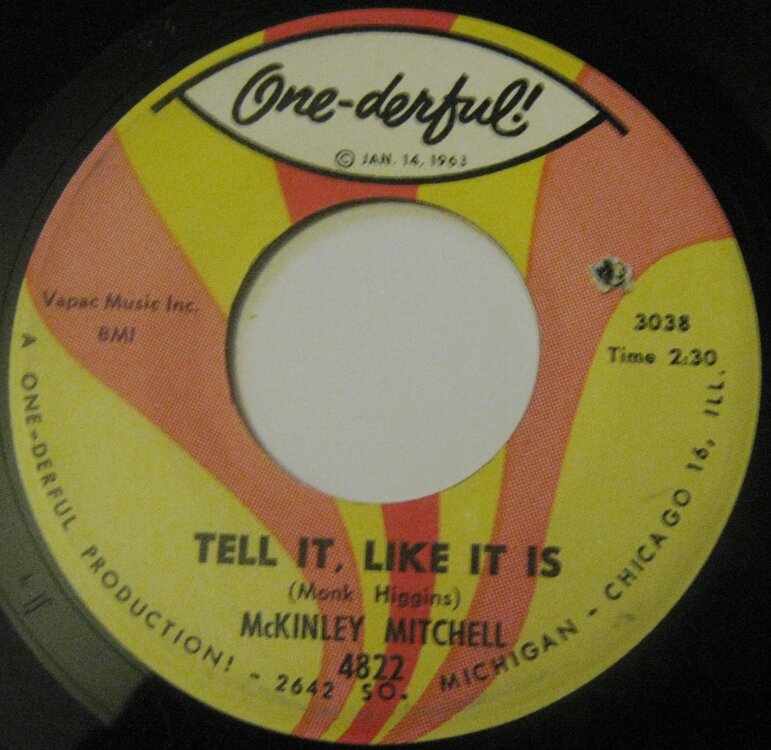 One-derful!
© JAN. 14, 1963
Vapac Music Inc.
BMI
3038
Time 2:30
TELL IT, LIKE IT IS
(Monk Higgins)
McKINLEY MITCHELL
4822
A ONE-DERFUL PRODUCTION! - 2642 SO. MICHIGAN - CHICAGO 16, ILL.